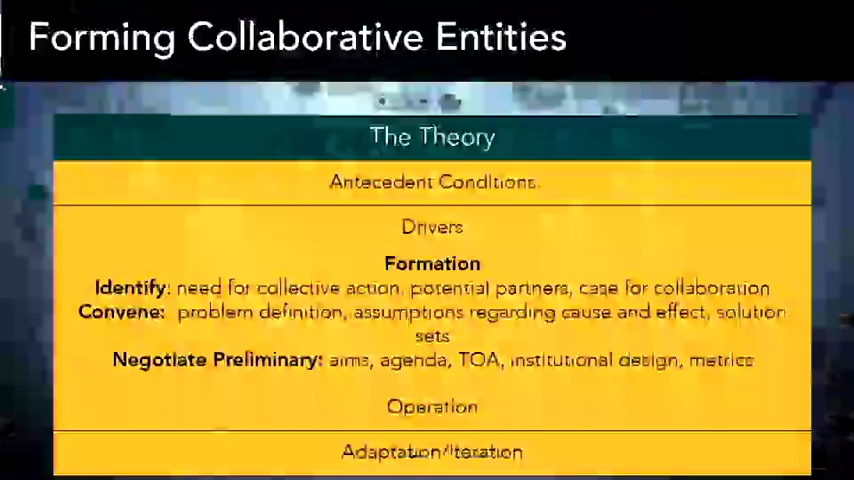 Forming Collaborative Entities
The Theory
Antecedent Conditions
Drivers
Formation
Identify: need for collective action, potential partners, case for collaboration
Convene: problem definition, assumptions regarding cause and effect, solution
sets
Negotiate Preliminary: aims, agenda, TOA, institutional design, metrics
Operation
Adaptation/Iteration